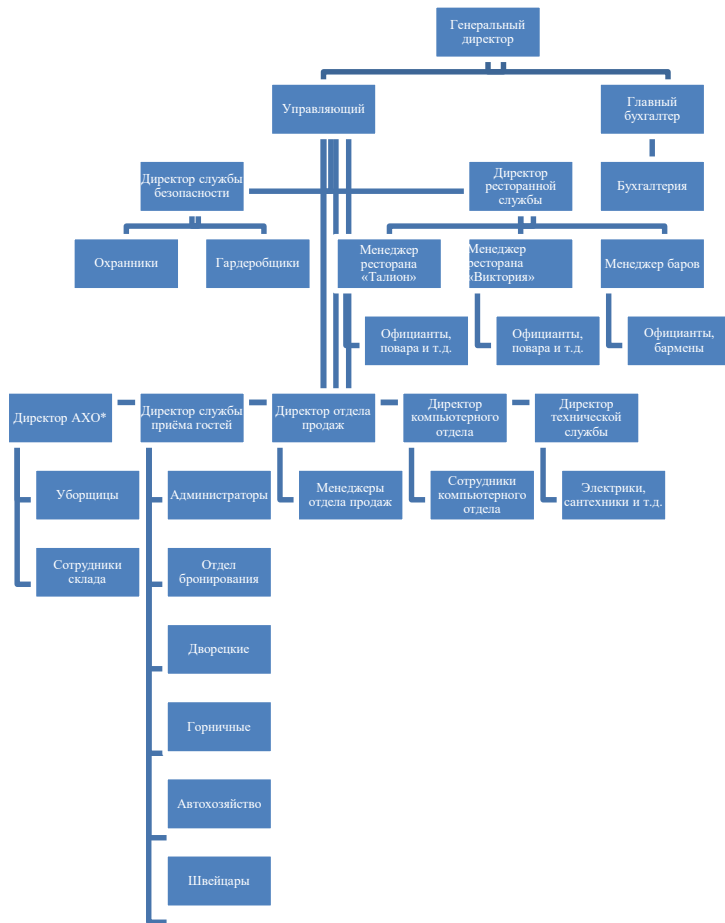 Генеральный
директор
Управляющий
Главный
бухгалтер
Директор службы
безопасности
Директор
ресторанной
службы
Бухгалтерия
Охранники
Гардеробщики
Менеджер
ресторана
«Талион»
Менеджер
ресторана
«Виктория»
Менеджер баров
Официанты,
повара и т.д.
Официанты,
повара и т.д.
Официанты,
бармены
Директор АХО*
Директор службы
приёма гостей
Директор отдела
продаж
Директор
компьютерного
отдела
Директор
технической
службы
Уборщицы
Администраторы
Менеджеры
отдела продаж
Сотрудники
компьютерного
отдела
Электрики,
сантехники и т.д.
Сотрудники
склада
Отдел
бронирования
Дворецкие
Горничные
Автохозяйство
Швейцары